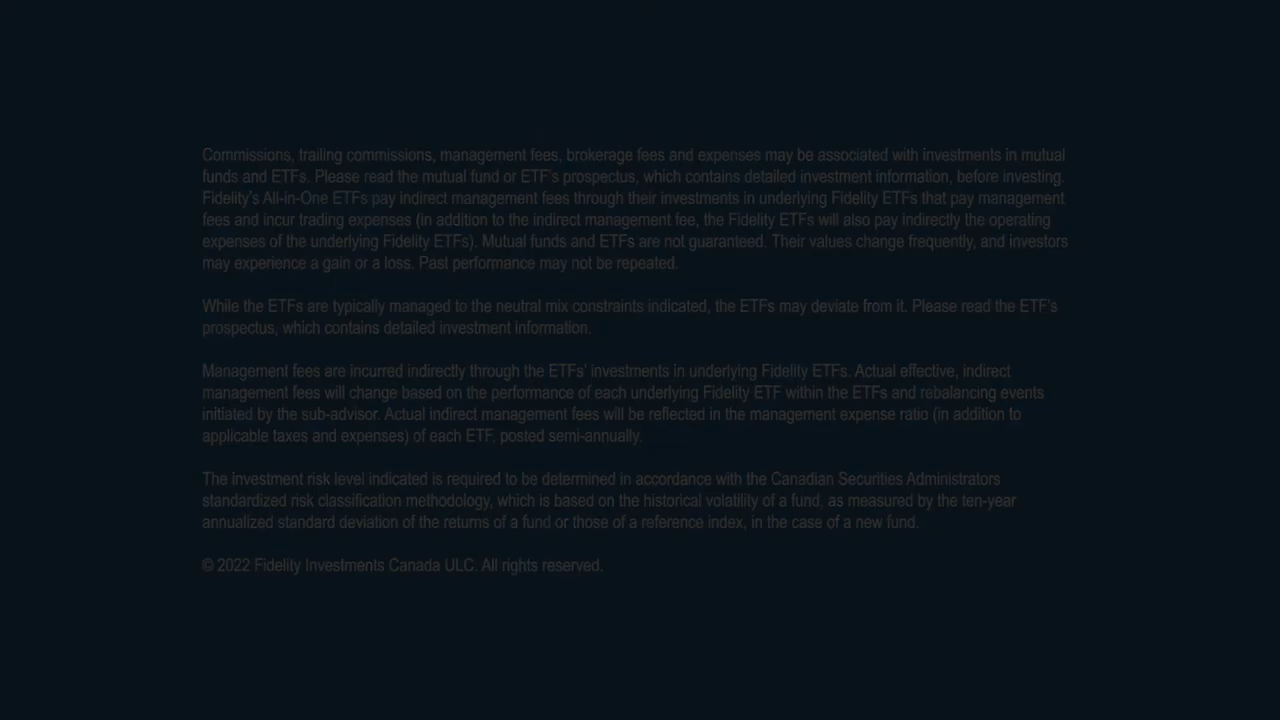 Commissions, trailing commissions, management fees, brokerage fees and expenses may be associated with investments in mutual
funds and ETFs. Please read the mutual fund or ETF's prospectus, which contains detailed investment information, before investing.
Fidelity's All-in-One ETFs pay indirect management fees through their investments in underlying Fidelity ETFs that pay management
fees and incur trading expenses (in addition to the indirect management fee, the Fidelity ETFs will also pay indirectly the operating
expenses of the underlying Fidelity ETFs). Mutual funds and ETFs are not guaranteed. Their values change frequently, and investors
may experience a gain or a loss. Past performance may not be repeated.
While the ETFs are typically managed to the neutral mix constraints indicated, the ETFs may deviate from it. Please read the ETF's
prospectus, which contains detailed investment information.
Management fees are incurred indirectly through the ETFs' investments in underlying Fidelity ETFs. Actual effective, indirect
management fees will change based on the performance of each underlying Fidelity ETF within the ETFs and rebalancing events
initiated by the sub-advisor. Actual indirect management fees will be reflected in the management expense ratio (in addition to
applicable taxes and expenses) of each ETF, posted semi-annually.
The investment risk level indicated is required to be determined in accordance with the Canadian Securities Administrators
standardized risk classification methodology, which is based on the historical volatility of a fund, as measured by the ten-year
annualized standard deviation of the returns of a fund or those of a reference index, in the case of a new fund.
© 2022 Fidelity Investments Canada ULC. All rights reserved.